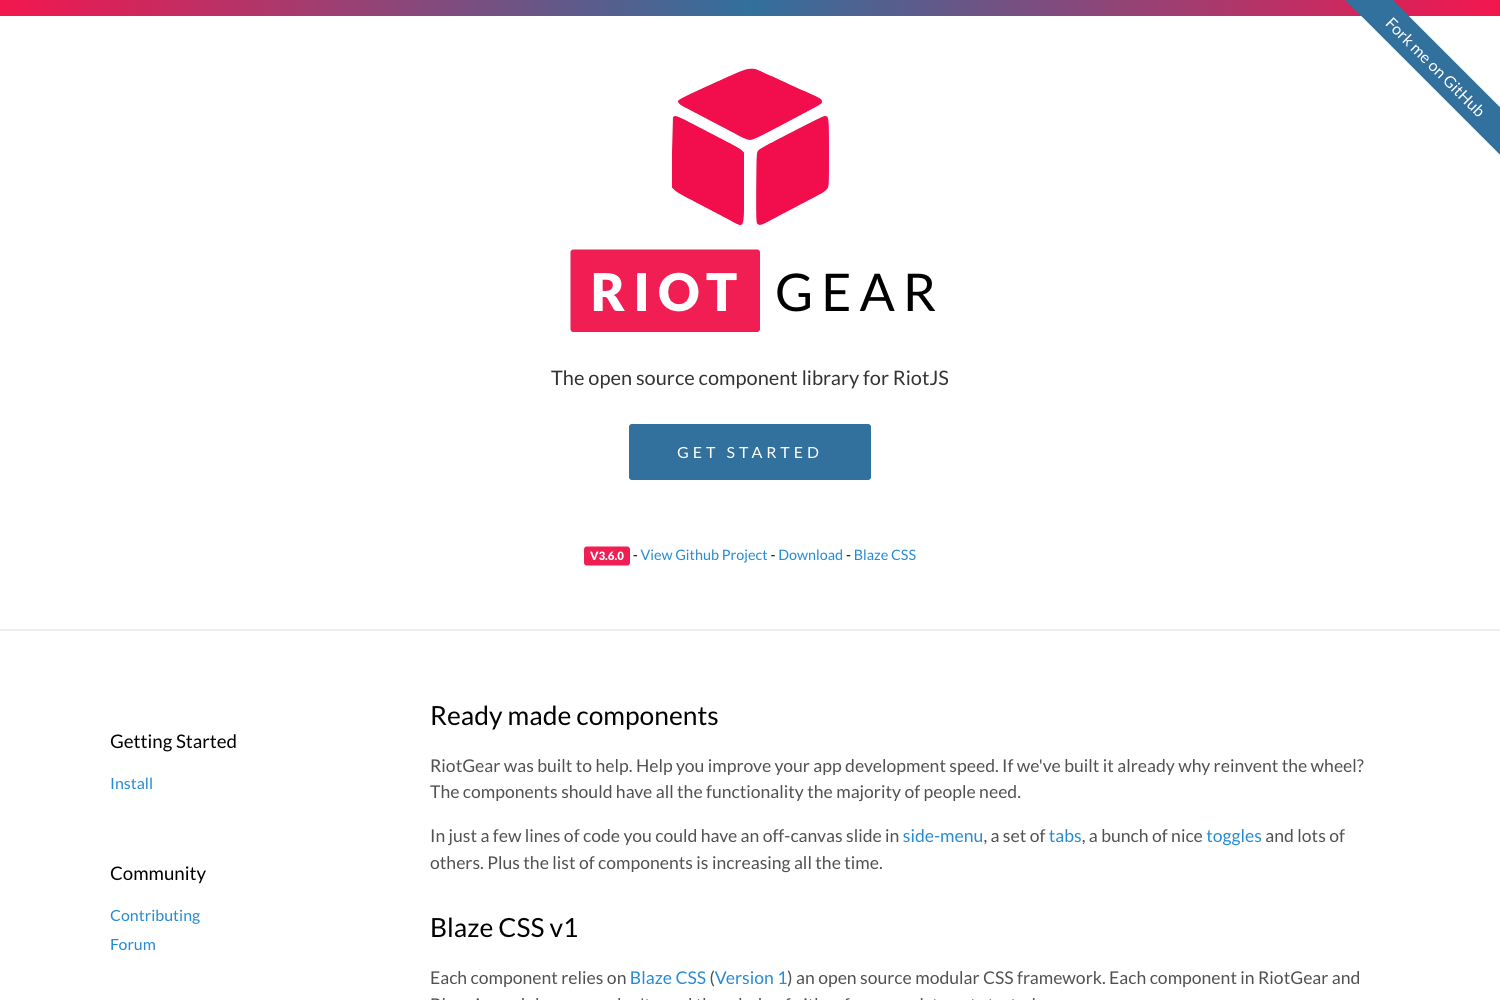 Fork me on GitHub
RIOT GEAR
The open source component library for RiotJS
GET STARTED
V3.6.0 - View Github Project - Download - Blaze CSS
Getting Started
Install
Community
Contributing
Forum
Ready made components
RiotGear was built to help. Help you improve your app development speed. If we've built it already why reinvent the wheel?
The components should have all the functionality the majority of people need.
In just a few lines of code you could have an off-canvas slide in side-menu, a set of tabs, a bunch of nice toggles and lots of
others. Plus the list of components is increasing all the time.
Blaze CSS v1
Each component relies on Blaze CSS (Version 1) an open source modular CSS framework. Each component in RiotGear and